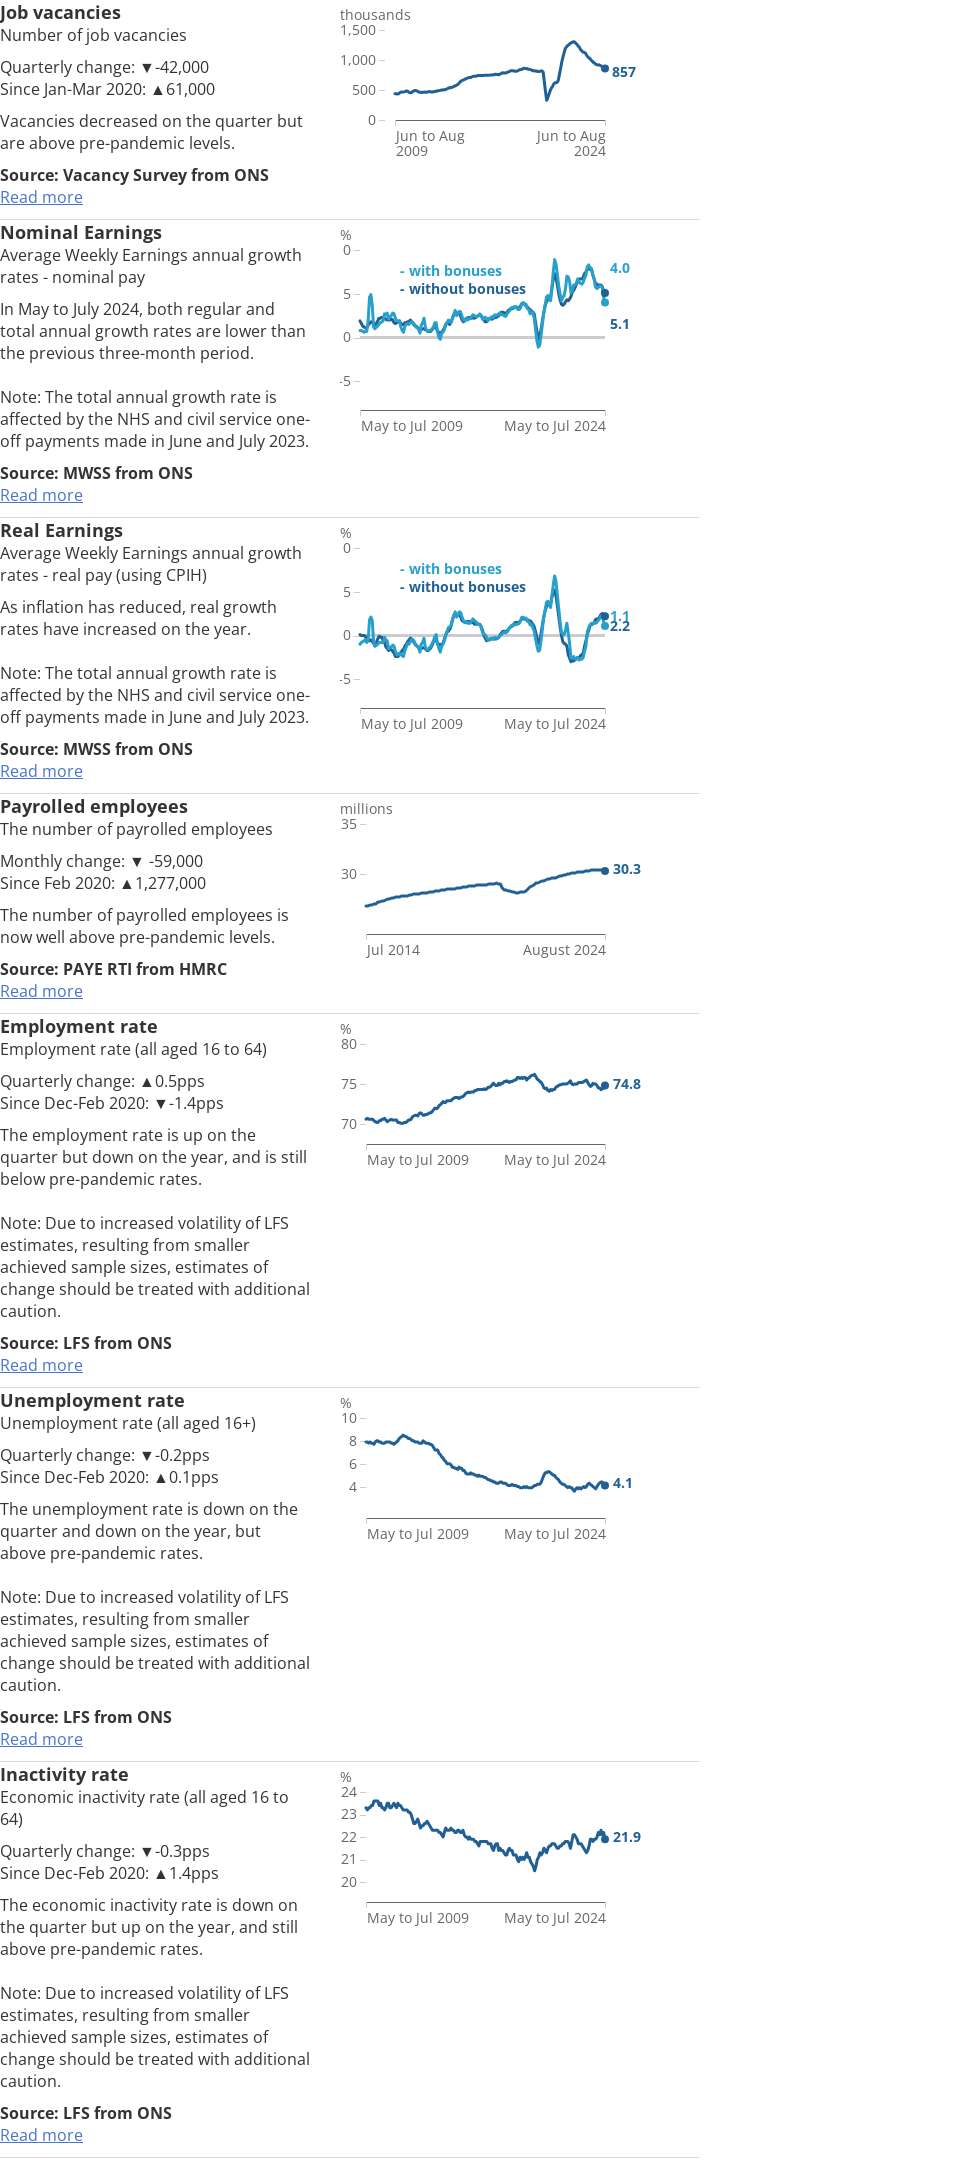 Job vacancies
Number of job vacancies
Quarterly change: ▼-42,000
Since Jan-Mar 2020: ▲61,000
Vacancies decreased on the quarter but
are above pre-pandemic levels.
Source: Vacancy Survey from ONS
Read more
thousands
1,500
1,000
500
0
857
Jun to Aug
2009
Jun to Aug
2024
Nominal Earnings
Average Weekly Earnings annual growth
rates - nominal pay
In May to July 2024, both regular and
total annual growth rates are lower than
the previous three-month period.
Note: The total annual growth rate is
affected by the NHS and civil service one-
off payments made in June and July 2023.
Source: MWSS from ONS
Read more
%
0
5
0
-5
- with bonuses
- without bonuses
4.0
5.1
May to Jul 2009
May to Jul 2024
Real Earnings
Average Weekly Earnings annual growth
rates - real pay (using CPIH)
As inflation has reduced, real growth
rates have increased on the year.
Note: The total annual growth rate is
affected by the NHS and civil service one-
off payments made in June and July 2023.
Source: MWSS from ONS
Read more
%
0
5
0
-5
- with bonuses
- without bonuses
1.1
2.2
May to Jul 2009
May to Jul 2024
Payrolled employees
The number of payrolled employees
Monthly change: ▼ -59,000
Since Feb 2020: ▲1,277,000
The number of payrolled employees is
now well above pre-pandemic levels.
Source: PAYE RTI from HMRC
Read more
millions
35
30
30.3
Jul 2014
August 2024
Employment rate
Employment rate (all aged 16 to 64)
Quarterly change: ▲0.5pps
Since Dec-Feb 2020: ▼-1.4pps
The employment rate is up on the
quarter but down on the year, and is still
below pre-pandemic rates.
Note: Due to increased volatility of LFS
estimates, resulting from smaller
achieved sample sizes, estimates of
change should be treated with additional
caution.
Source: LFS from ONS
Read more
%
80
75
70
74.8
May to Jul 2009
May to Jul 2024
Unemployment rate
Unemployment rate (all aged 16+)
Quarterly change: ▼-0.2pps
Since Dec-Feb 2020: ▲0.1pps
The unemployment rate is down on the
quarter and down on the year, but
above pre-pandemic rates.
Note: Due to increased volatility of LFS
estimates, resulting from smaller
achieved sample sizes, estimates of
change should be treated with additional
caution.
Source: LFS from ONS
Read more
%
10
8
6
4
4.1
May to Jul 2009
May to Jul 2024
Inactivity rate
Economic inactivity rate (all aged 16 to
64)
Quarterly change: ▼-0.3pps
Since Dec-Feb 2020: ▲1.4pps
The economic inactivity rate is down on
the quarter but up on the year, and still
above pre-pandemic rates.
Note: Due to increased volatility of LFS
estimates, resulting from smaller
achieved sample sizes, estimates of
change should be treated with additional
caution.
Source: LFS from ONS
Read more
%
24
23
22
21
20
21.9
May to Jul 2009
May to Jul 2024